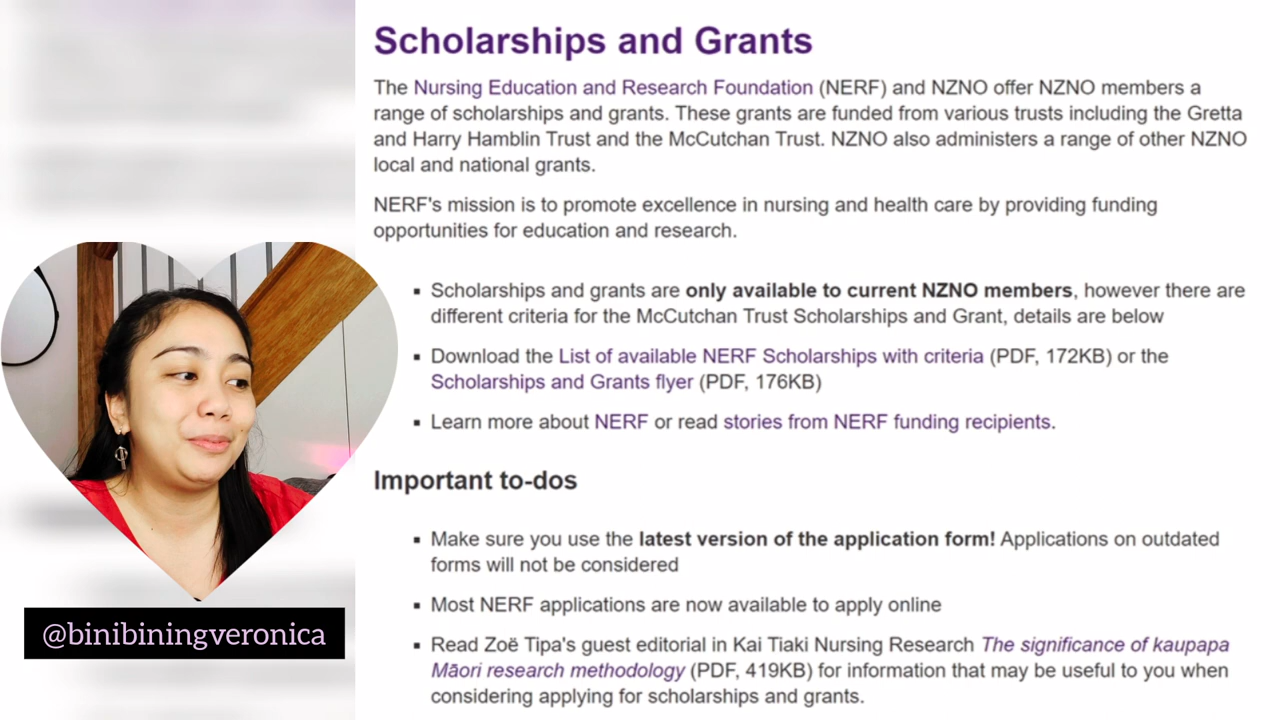 Scholarships and Grants
The Nursing Education and Research Foundation (NERF) and NZNO offer NZNO members a
range of scholarships and grants. These grants are funded from various trusts including the Gretta
and Harry Hamblin Trust and the McCutchan Trust. NZNO also administers a range of other NZNO
local and national grants.
NERF's mission is to promote excellence in nursing and health care by providing funding
opportunities for education and research.
▪ Scholarships and grants are only available to current NZNO members, however there are
different criteria for the McCutchan Trust Scholarships and Grant, details are below
▪ Download the List of available NERF Scholarships with criteria (PDF, 172KB) or the
Scholarships and Grants flyer (PDF, 176KB)
▪ Learn more about NERF or read stories from NERF funding recipients.
Important to-dos
▪ Make sure you use the latest version of the application form! Applications on outdated
forms will not be considered
▪ Most NERF applications are now available to apply online
▪ Read Zoë Tipa's guest editorial in Kai Tiaki Nursing Research The significance of kaupapa
Māori research methodology (PDF, 419KB) for information that may be useful to you when
considering applying for scholarships and grants.
@binibiningveronica